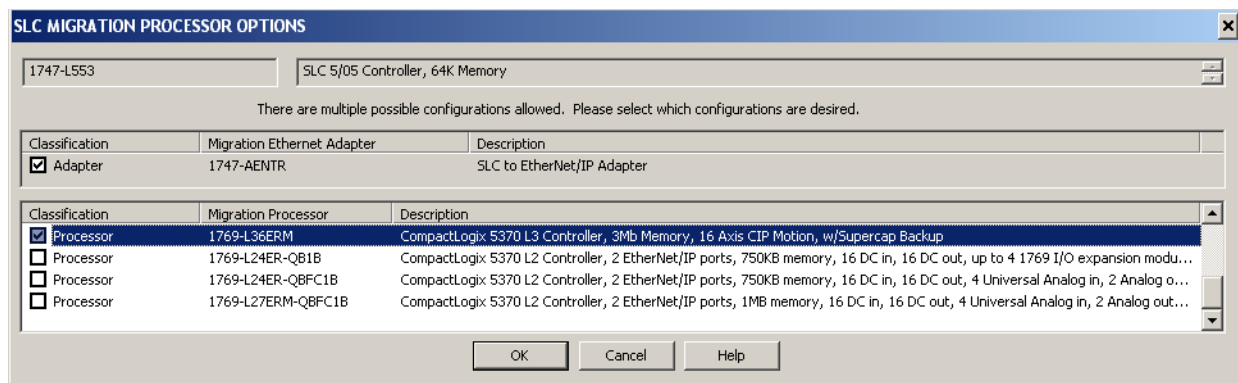 SLC MIGRATION PROCESSOR OPTIONS
1747-L553 SLC 5/05 Controller, 64K Memory
There are multiple possible configurations allowed. Please select which configurations are desired.
Classification Migration Ethernet Adapter Description
Adapter 1747-AENTR SLC to EtherNet/IP Adapter
Classification Migration Processor Description
Processor 1769-L36ERM CompactLogix 5370 L3 Controller, 3Mb Memory, 16 Axis CIP Motion, w/Supercap Backup
Processor 1769-L24ER-QB1B CompactLogix 5370 L2 Controller, 2 EtherNet/IP ports, 750KB memory, 16 DC in, 16 DC out, up to 4 1769 I/O expansion modu...
Processor 1769-L24ER-QBFC1B CompactLogix 5370 L2 Controller, 2 EtherNet/IP ports, 750KB memory, 16 DC in, 16 DC out, 4 Universal Analog in, 2 Analog o...
Processor 1769-L27ERM-QBFC1B CompactLogix 5370 L2 Controller, 2 EtherNet/IP ports, 1MB memory, 16 DC in, 16 DC out, 4 Universal Analog in, 2 Analog out...
OK Cancel Help